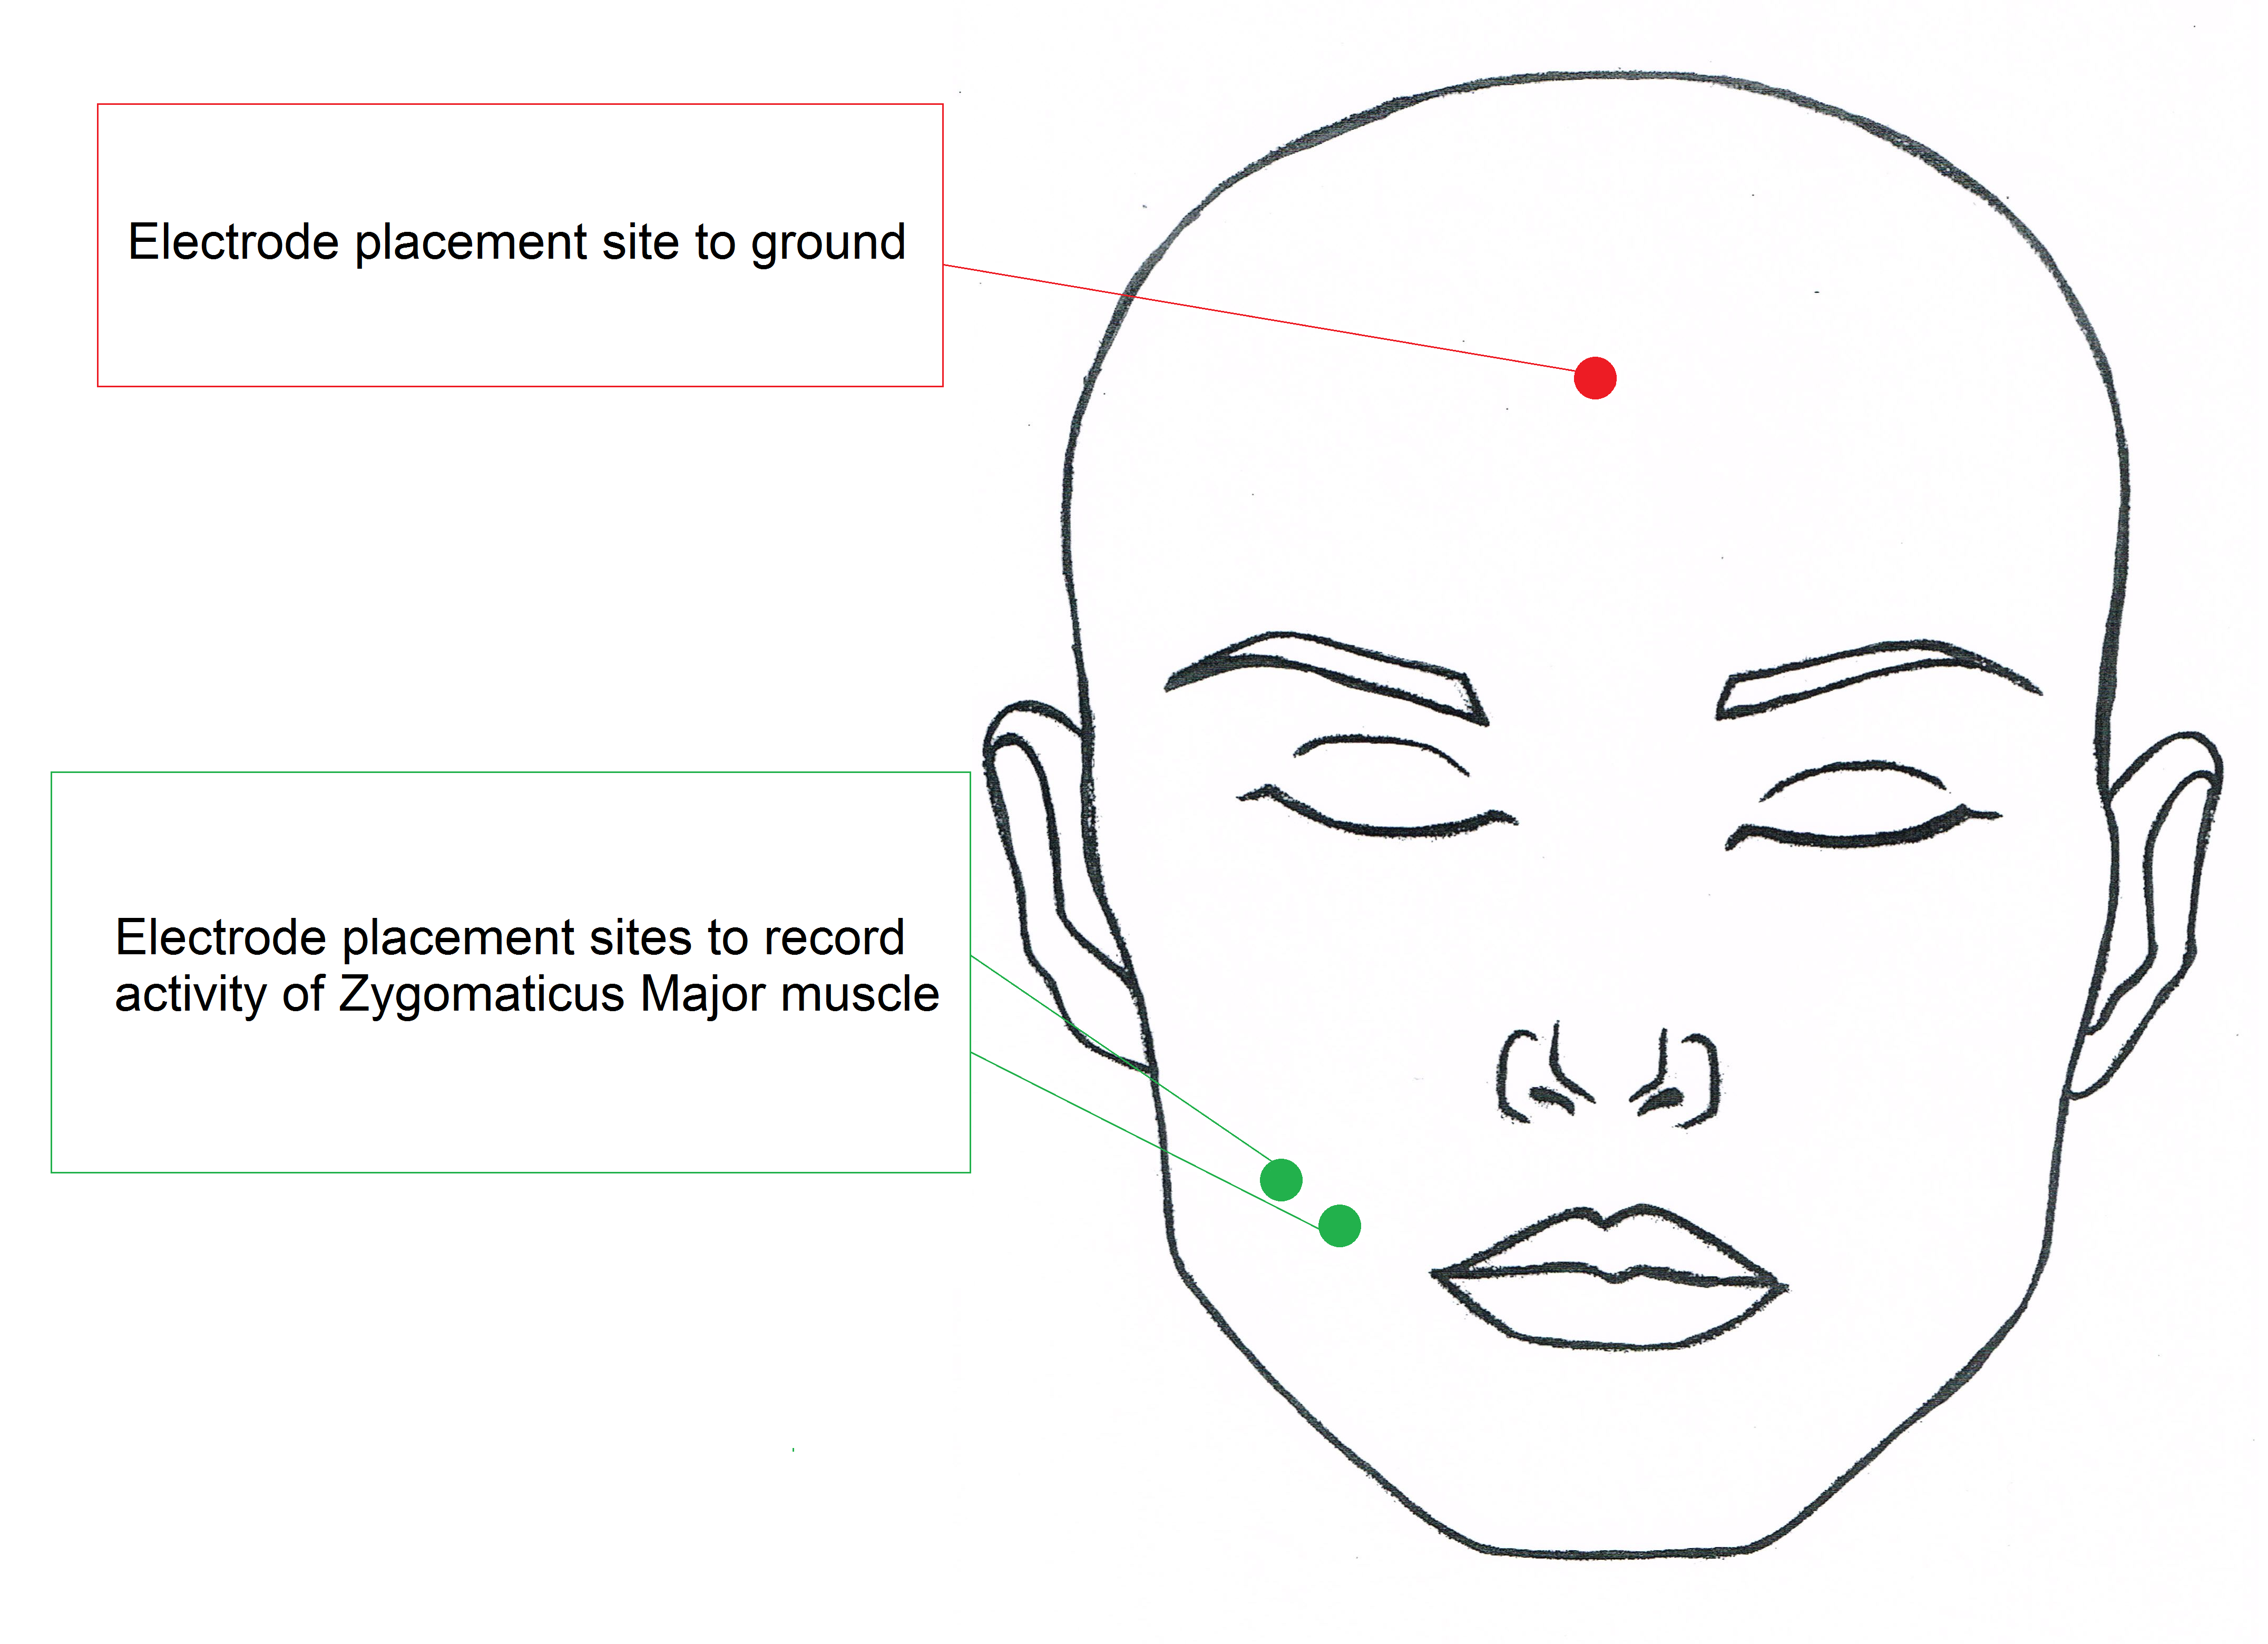 Electrode placement site to ground
Electrode placement sites to record
activity of Zygomaticus Major muscle